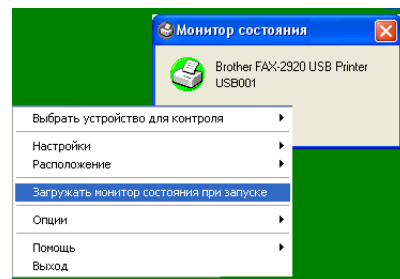 Монитор состояния
Brother FAX-2920 USB Printer
USB001
Выбрать устройство для контроля
Настройки
Расположение
Загружать монитор состояния при запуске
Опции
Помощь
Выход